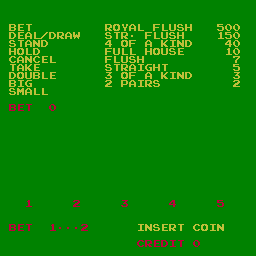 BET ROYAL FLUSH 500
DEAL/DRAW STR. FLUSH 150
STAND 4 OF A KIND 40
HOLD FULL HOUSE 10
CANCEL FLUSH 7
TAKE STRAIGHT 5
DOUBLE 3 OF A KIND 3
BIG 2 PAIRS 2
SMALL
BET 0
1 2 3 4 5
BET 1···2 INSERT COIN
CREDIT 0